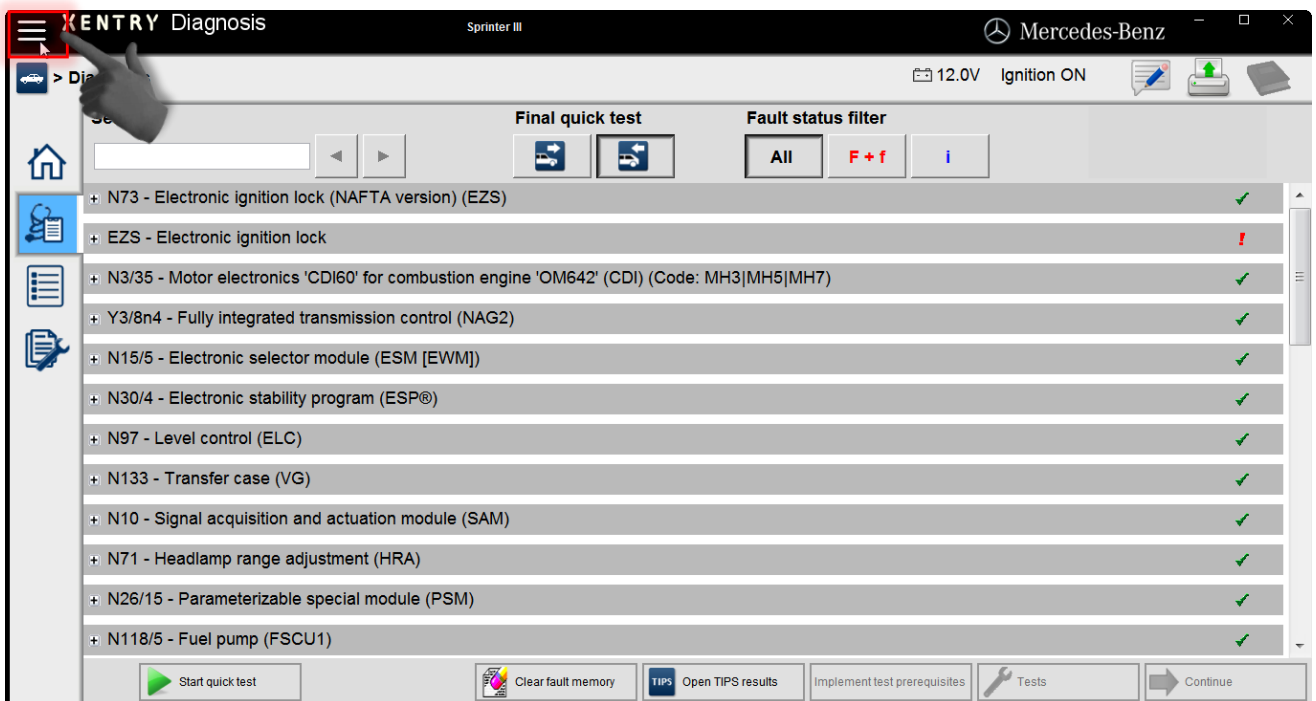 XENTRY Diagnosis
Sprinter III
Mercedes-Benz
12.0V Ignition ON
Final quick test
Fault status filter
All
F + f
i
N73 - Electronic ignition lock (NAFTA version) (EZS)
EZS - Electronic ignition lock
N3/35 - Motor electronics 'CDI60' for combustion engine 'OM642' (CDI) (Code: MH3|MH5|MH7)
Y3/8n4 - Fully integrated transmission control (NAG2)
N15/5 - Electronic selector module (ESM [EWM])
N30/4 - Electronic stability program (ESP®)
N97 - Level control (ELC)
N133 - Transfer case (VG)
N10 - Signal acquisition and actuation module (SAM)
N71 - Headlamp range adjustment (HRA)
N26/15 - Parameterizable special module (PSM)
N118/5 - Fuel pump (FSCU1)
Start quick test
Clear fault memory
TIPS Open TIPS results
Implement test prerequisites
Tests
Continue